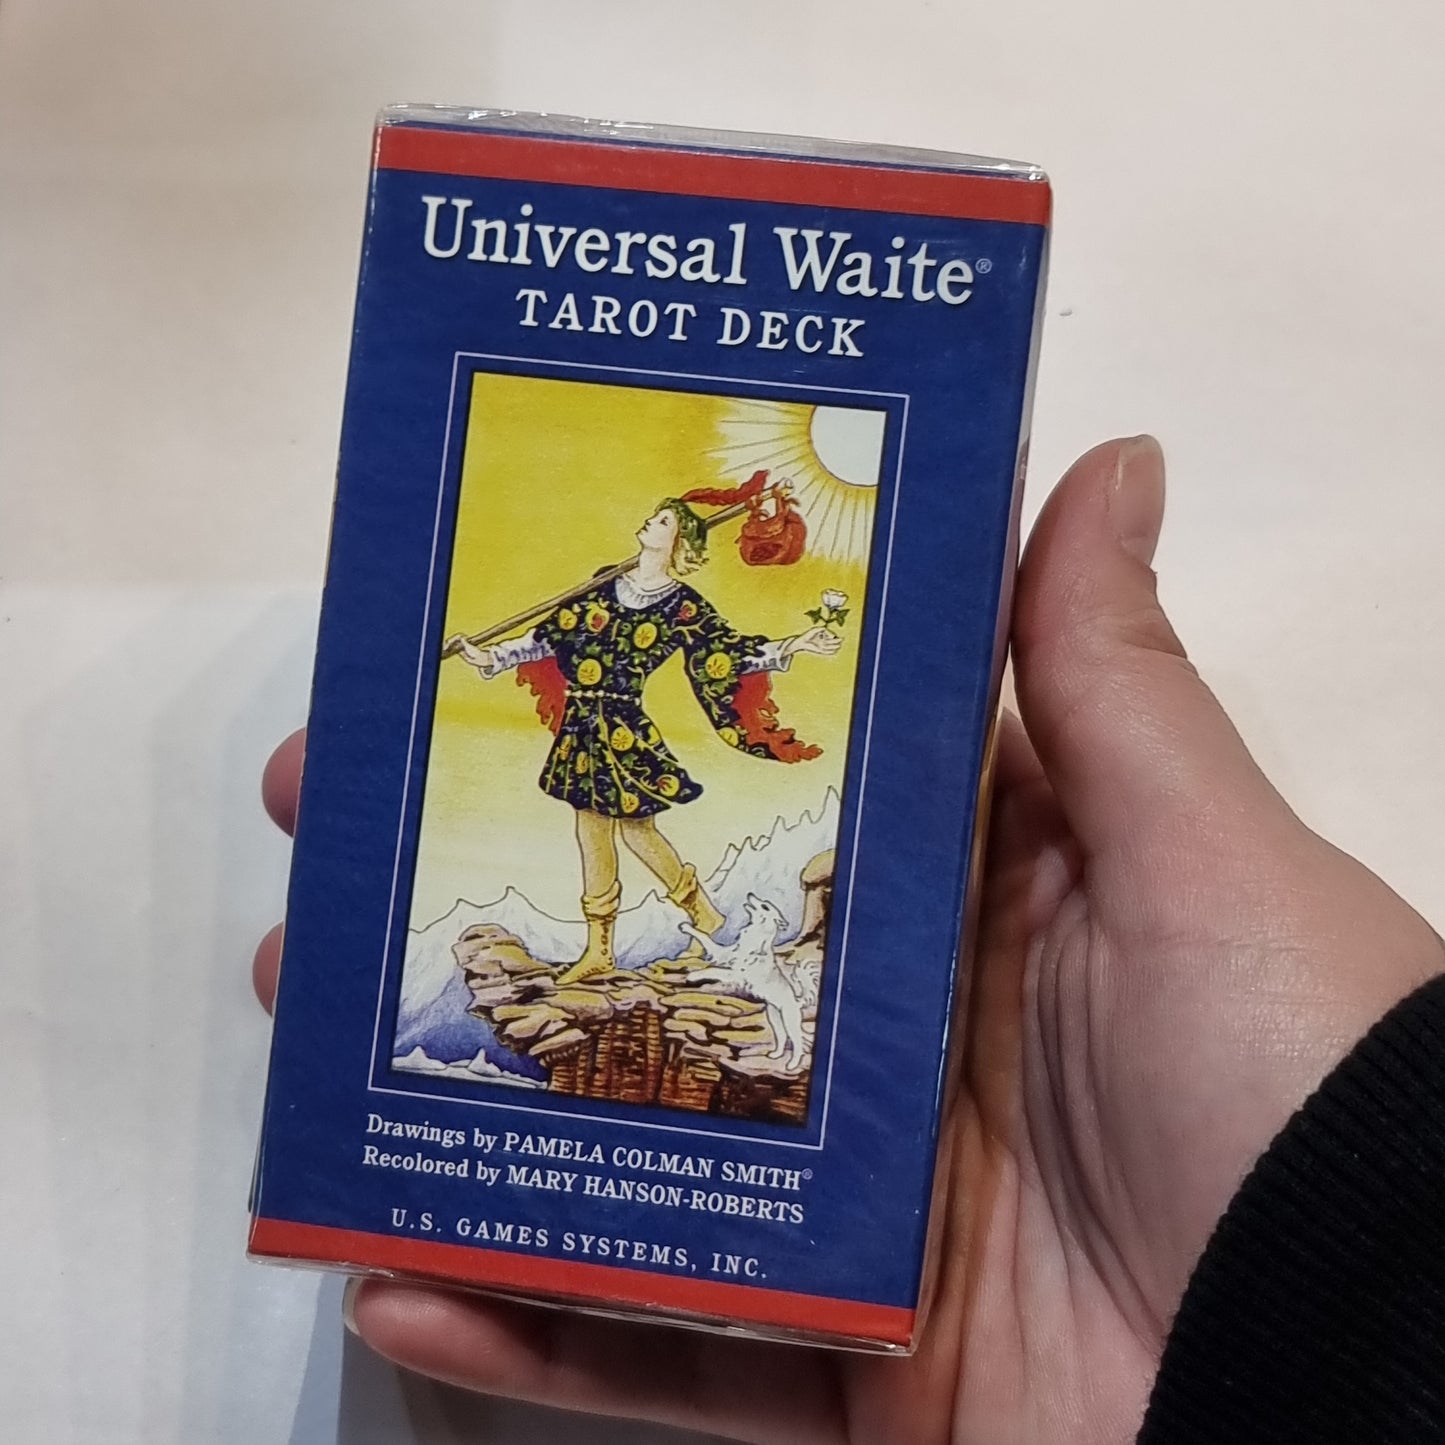 Universal Waite®
TAROT DECK
Drawings by PAMELA COLMAN SMITH®
Recolored by MARY HANSON-ROBERTS
U.S. GAMES SYSTEMS, INC.